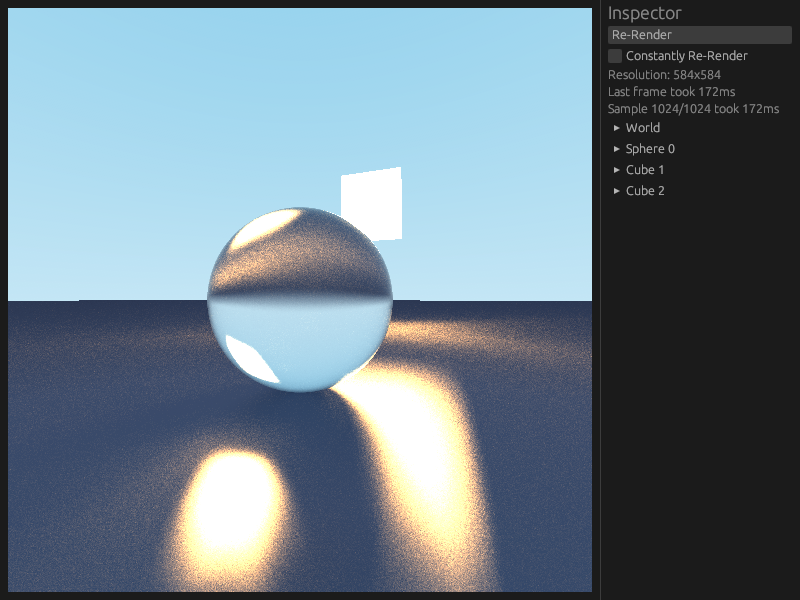 Inspector
Re-Render
Constantly Re-Render
Resolution: 584x584
Last frame took 172ms
Sample 1024/1024 took 172ms
World
Sphere 0
Cube 1
Cube 2